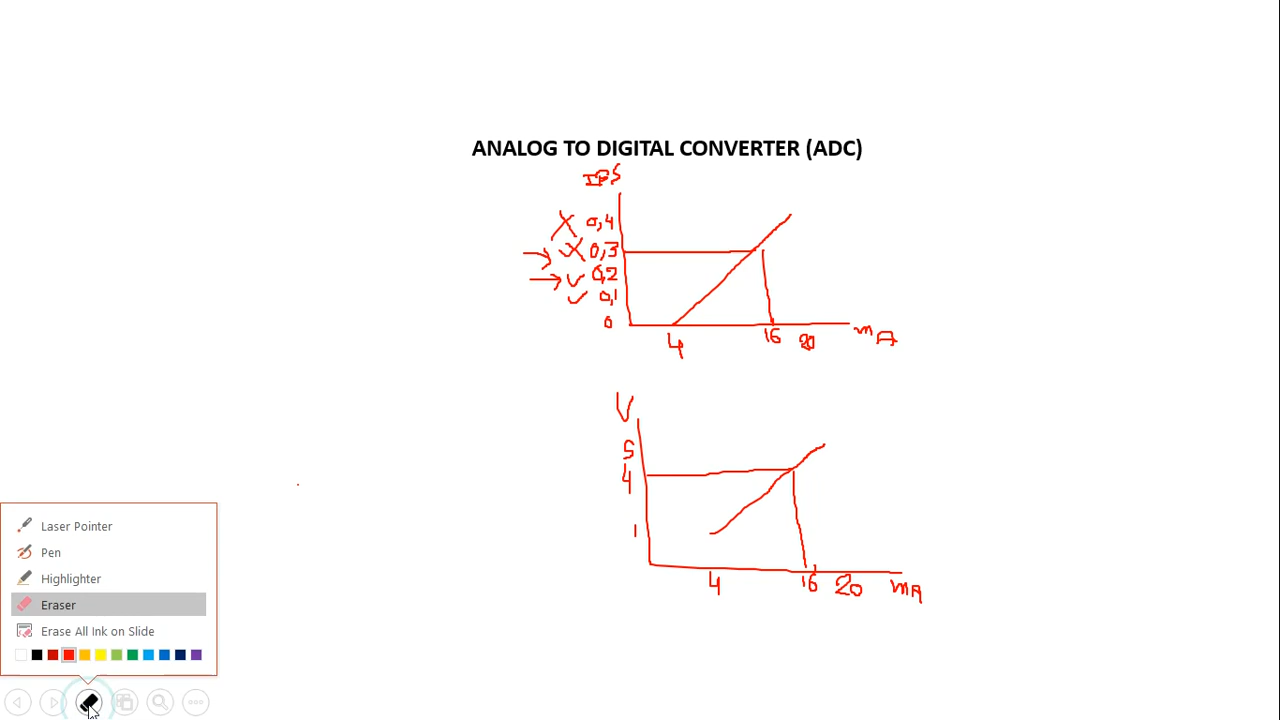 ANALOG TO DIGITAL CONVERTER (ADC)
0,4
0,3
0,2
0,1
0
4
16
20
mA
V
5
4
1
4
16
20
mA
Laser Pointer
Pen
Highlighter
Eraser
Erase All Ink on Slide